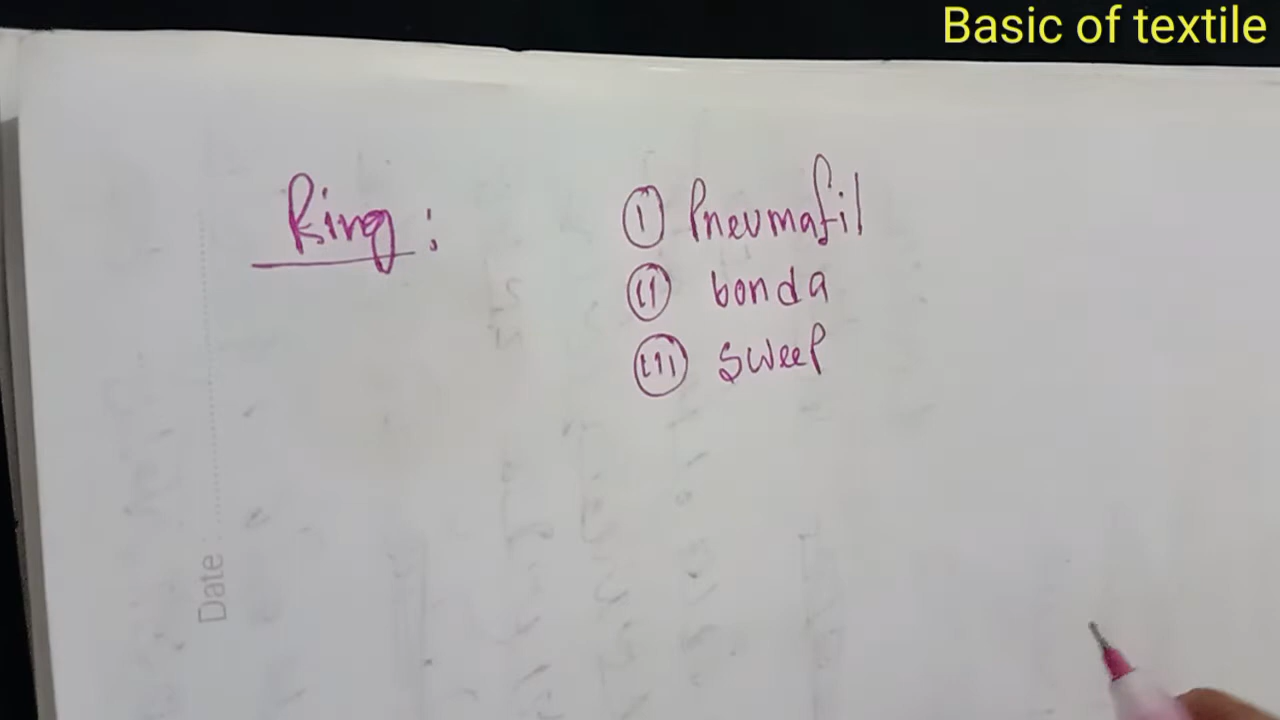 Basic of textile
Ring :
(i) Pneumafil
(ii) bonda
(iii) sweep
Date :